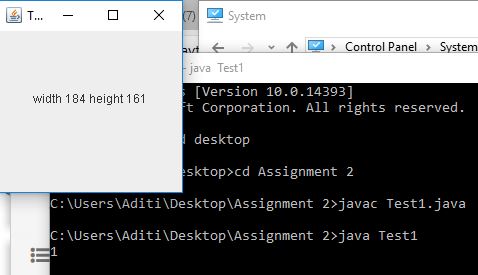 T...
(7)
System
Control Panel
System
java Test1
width 184 height 161
[Version 10.0.14393]
Corporation. All rights reserved.
desktop
>cd Assignment 2
C:\Users\Aditi\Desktop\Assignment 2>javac Test1.java
C:\Users\Aditi\Desktop\Assignment 2>java Test1
1